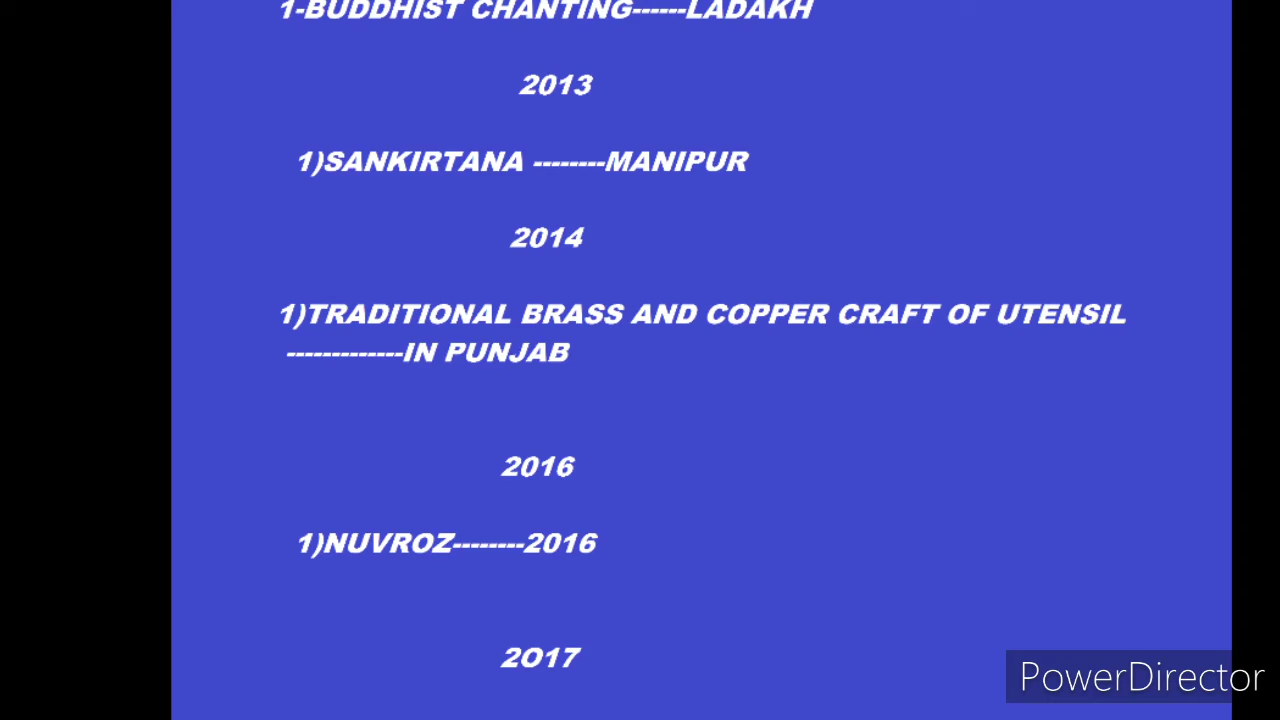 1-BUDDHIST CHANTING------LADAKH
2013
1)SANKIRTANA --------MANIPUR
2014
1)TRADITIONAL BRASS AND COPPER CRAFT OF UTENSIL
-------------IN PUNJAB
2016
1)NUVROZ--------2016
2O17
PowerDirector